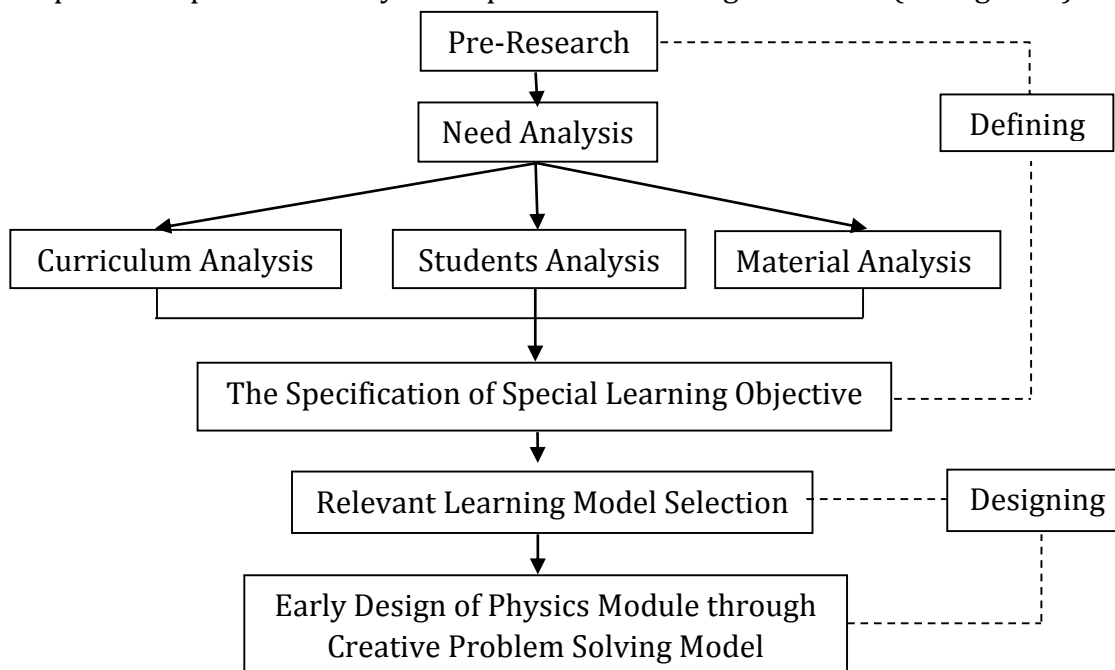 Pre-Research
Need Analysis
Defining
Curriculum Analysis
Students Analysis
Material Analysis
The Specification of Special Learning Objective
Relevant Learning Model Selection
Designing
Early Design of Physics Module through
Creative Problem Solving Model